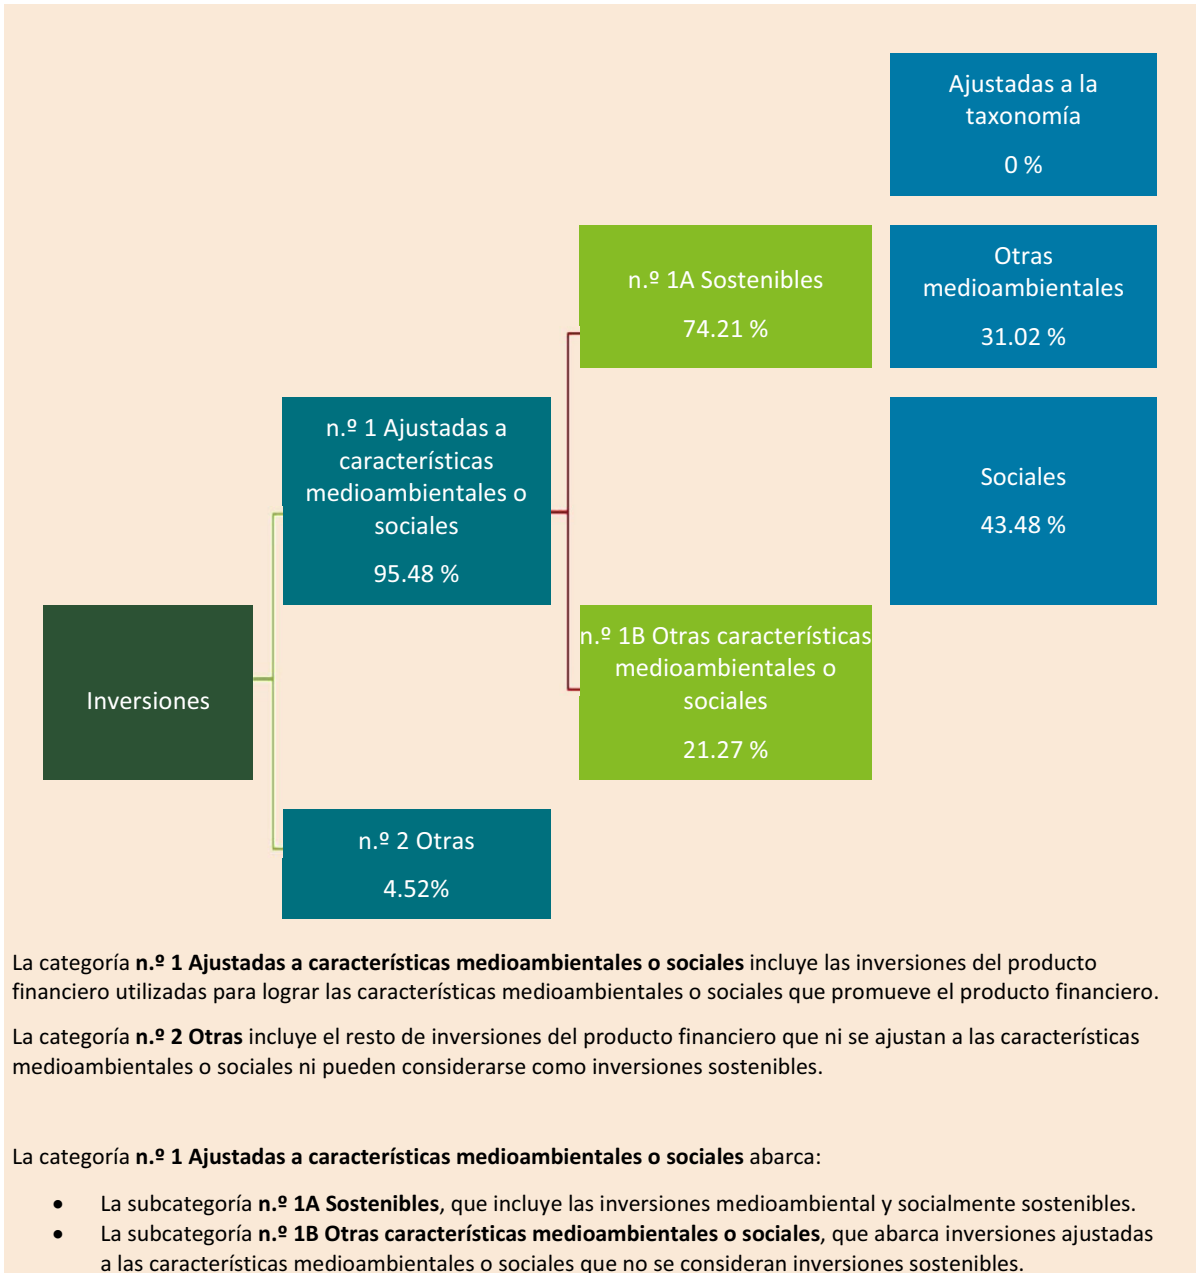 Ajustadas a la
taxonomía
0 %
n.º 1A Sostenibles
74.21 %
Otras
medioambientales
31.02 %
n.º 1 Ajustadas a
características
medioambientales o
sociales
95.48 %
Sociales
43.48 %
Inversiones
n.º 1B Otras características
medioambientales o
sociales
21.27 %
n.º 2 Otras
4.52%
La categoría n.º 1 Ajustadas a características medioambientales o sociales incluye las inversiones del producto
financiero utilizadas para lograr las características medioambientales o sociales que promueve el producto financiero.
La categoría n.º 2 Otras incluye el resto de inversiones del producto financiero que ni se ajustan a las características
medioambientales o sociales ni pueden considerarse como inversiones sostenibles.
La categoría n.º 1 Ajustadas a características medioambientales o sociales abarca:
• La subcategoría n.º 1A Sostenibles, que incluye las inversiones medioambiental y socialmente sostenibles.
• La subcategoría n.º 1B Otras características medioambientales o sociales, que abarca inversiones ajustadas
a las características medioambientales o sociales que no se consideran inversiones sostenibles.